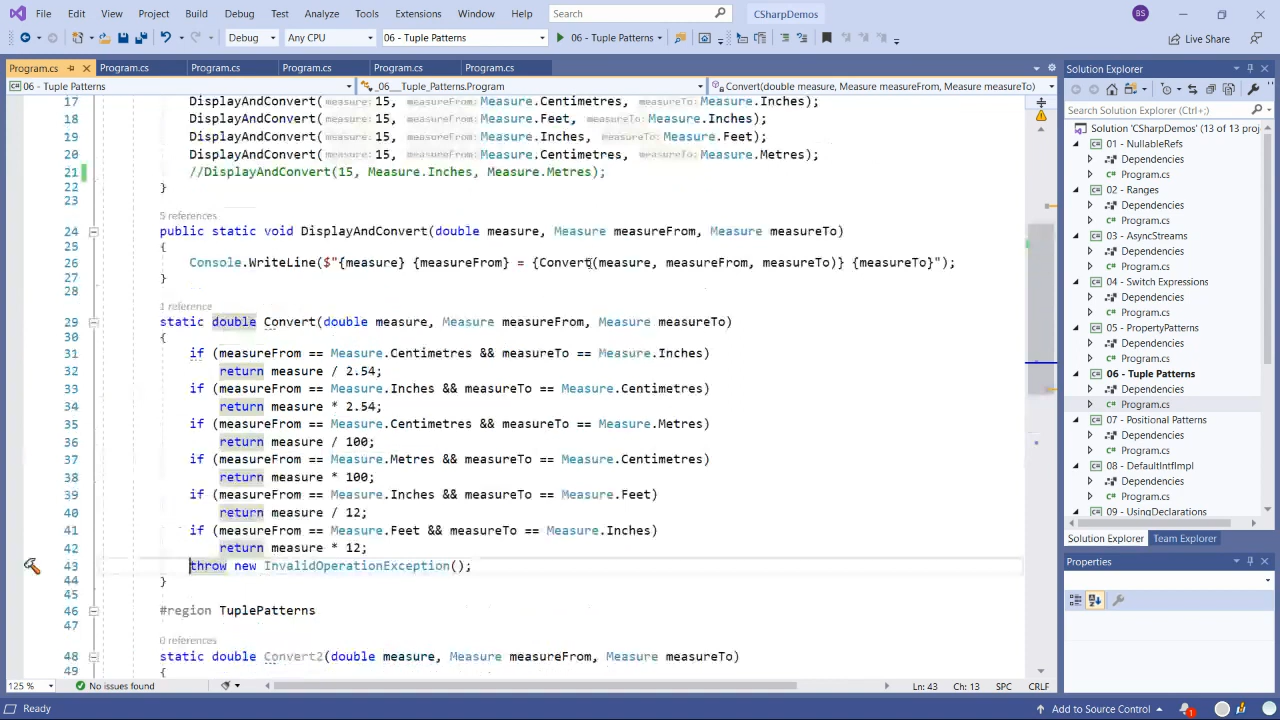 File Edit View Project Build Debug Test Analyze Tools Extensions Window Help Search CSharpDemos BS
Debug Any CPU 06 - Tuple Patterns 06 - Tuple Patterns Live Share
Program.cs Program.cs Program.cs Program.cs Program.cs Program.cs
06 - Tuple Patterns _06___Tuple_Patterns.Program Convert(double measure, Measure measureFrom, Measure measureTo)
17 DisplayAndConvert(measure: 15, measureFrom: Measure.Centimetres, measureTo: Measure.Inches);
18 DisplayAndConvert(measure: 15, measureFrom: Measure.Feet, measureTo: Measure.Inches);
19 DisplayAndConvert(measure: 15, measureFrom: Measure.Inches, measureTo: Measure.Feet);
20 DisplayAndConvert(measure: 15, measureFrom: Measure.Centimetres, measureTo: Measure.Metres);
21 //DisplayAndConvert(15, Measure.Inches, Measure.Metres);
22 }
23
5 references
24 public static void DisplayAndConvert(double measure, Measure measureFrom, Measure measureTo)
25 {
26 Console.WriteLine($"{measure} {measureFrom} = {Convert(measure, measureFrom, measureTo)} {measureTo}");
27 }
28
1 reference
29 static double Convert(double measure, Measure measureFrom, Measure measureTo)
30 {
31 if (measureFrom == Measure.Centimetres && measureTo == Measure.Inches)
32 return measure / 2.54;
33 if (measureFrom == Measure.Inches && measureTo == Measure.Centimetres)
34 return measure * 2.54;
35 if (measureFrom == Measure.Centimetres && measureTo == Measure.Metres)
36 return measure / 100;
37 if (measureFrom == Measure.Metres && measureTo == Measure.Centimetres)
38 return measure * 100;
39 if (measureFrom == Measure.Inches && measureTo == Measure.Feet)
40 return measure / 12;
41 if (measureFrom == Measure.Feet && measureTo == Measure.Inches)
42 return measure * 12;
43 throw new InvalidOperationException();
44 }
45
46 #region TuplePatterns
47
0 references
48 static double Convert2(double measure, Measure measureFrom, Measure measureTo)
49 {
125 % No issues found Ln: 43 Ch: 13 SPC CRLF
Solution Explorer
Search Solution Explorer (Ctrl+;)
Solution 'CSharpDemos' (13 of 13 proj
01 - NullableRefs
Dependencies
Program.cs
02 - Ranges
Dependencies
Program.cs
03 - AsyncStreams
Dependencies
Program.cs
04 - Switch Expressions
Dependencies
Program.cs
05 - PropertyPatterns
Dependencies
Program.cs
06 - Tuple Patterns
Dependencies
Program.cs
07 - Positional Patterns
Dependencies
Program.cs
08 - DefaultIntfImpl
Dependencies
Program.cs
09 - UsingDeclarations
Solution Explorer Team Explorer
Properties
Ready Add to Source Control 1